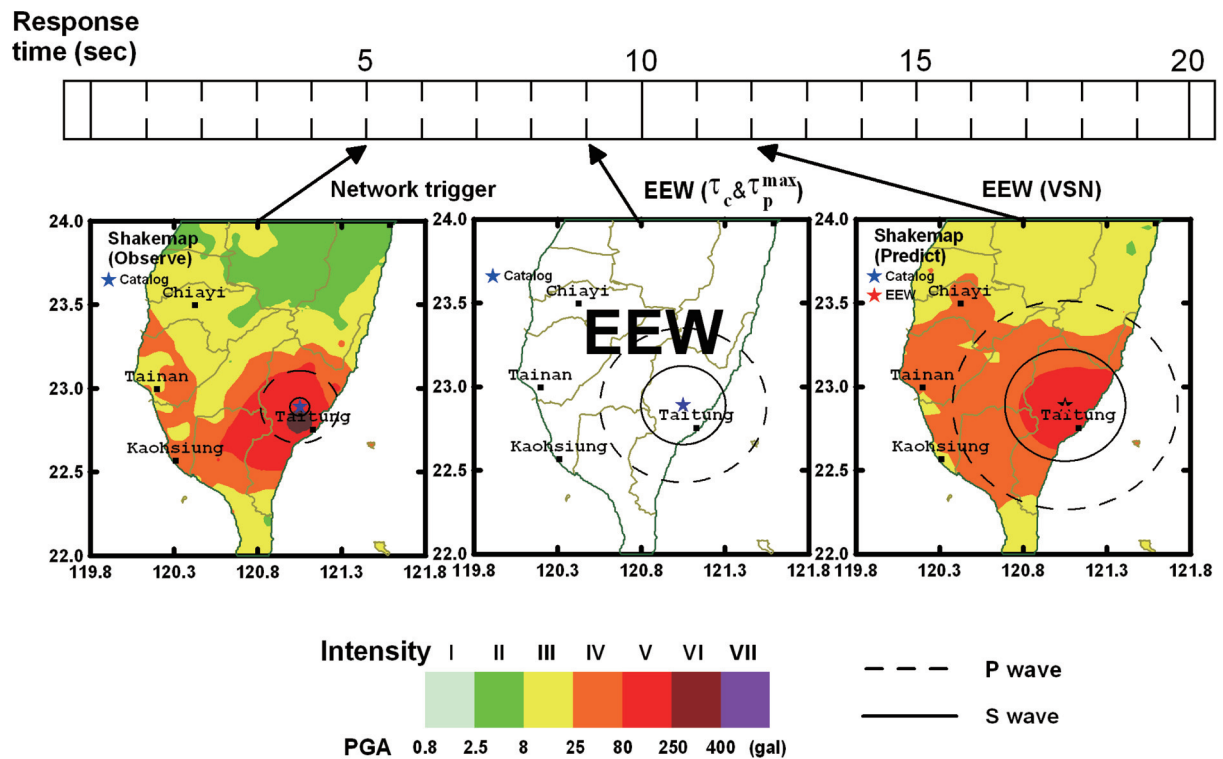 Response
time (sec)
5 10 15 20
Network trigger
EEW (τc&τp^max)
EEW (VSN)
24.0
23.5
23.0
22.5
22.0
119.8 120.3 120.8 121.3 121.8
Shakemap
(Observe)
Catalog
Chiayi
Tainan
Taitung
Kaohsiung
24.0
23.5
23.0
22.5
22.0
119.8 120.3 120.8 121.3 121.8
Catalog
Chiayi
EEW
Tainan
Taitung
Kaohsiung
24.0
23.5
23.0
22.5
22.0
120.3 120.8 121.3 121.8
Shakemap
(Predict)
Catalog
EEW
Chiayi
Tainan
Taitung
Kaohsiung
Intensity I II III IV V VI VII
PGA 0.8 2.5 8 25 80 250 400 (gal)
P wave
S wave